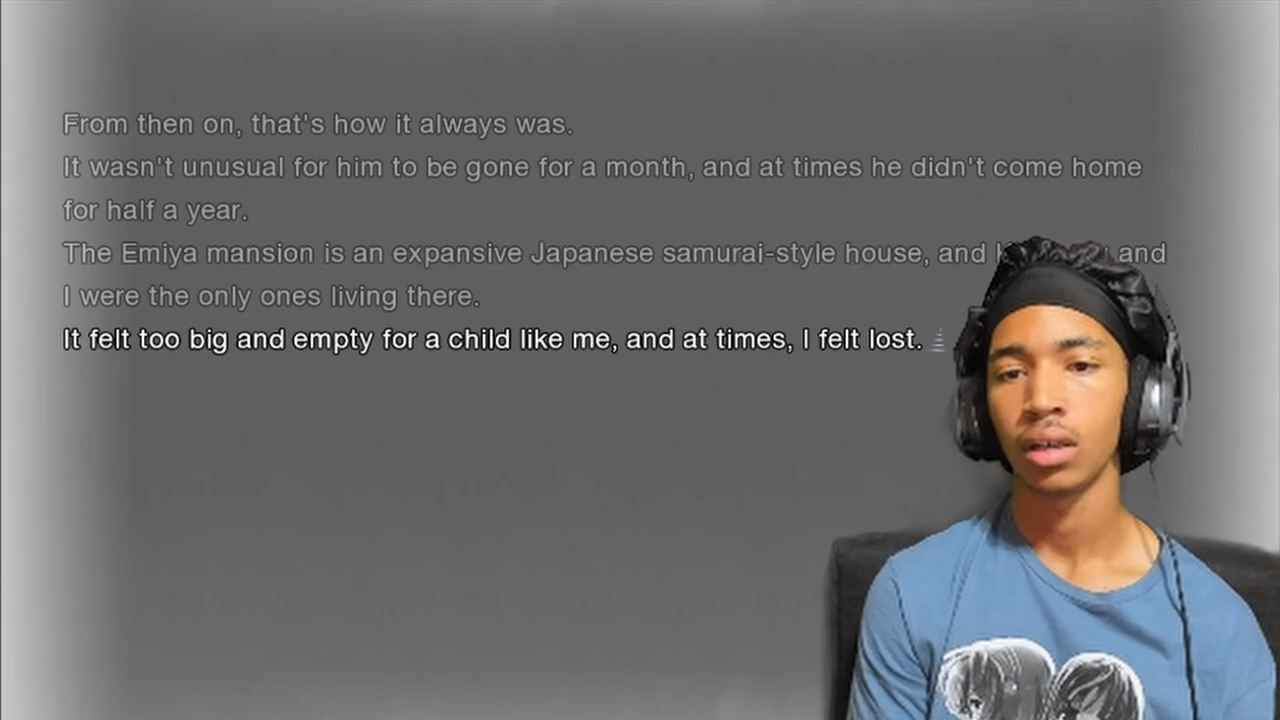 From then on, that's how it always was.
It wasn't unusual for him to be gone for a month, and at times he didn't come home
for half a year.
The Emiya mansion is an expansive Japanese samurai-style house, and and
I were the only ones living there.
It felt too big and empty for a child like me, and at times, I felt lost.